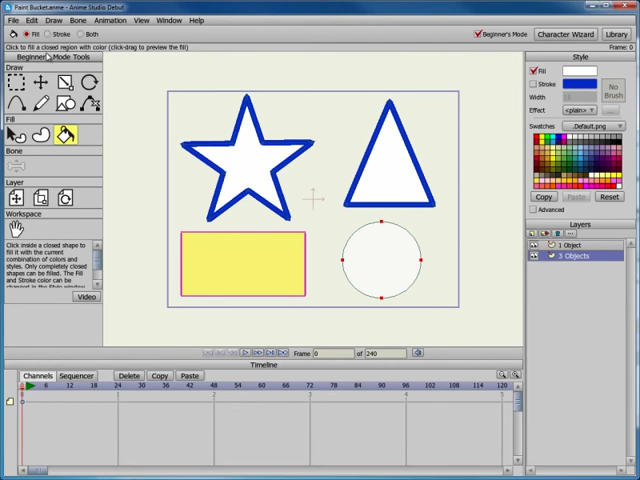 Paint Bucket.anme - Anime Studio Debut
File Edit Draw Bone Animation View Window Help
Fill Stroke Both Beginner's Mode Character Wizard Library
Click to fill a closed region with color (click-drag to preview the fill) Frame: 0
Beginner's Mode Tools
Draw
Fill
Bone
Layer
Workspace
Click inside a closed shape to
fill it with the current
combination of colors and
styles. Only completely closed
shapes can be filled. The Fill
and Stroke color can be
Video
Style
Fill
Stroke
Width
Effect <plain>
No
Brush
Swatches .Default.png
Copy Paste Reset
Advanced
Layers
1 Object
3 Objects
Frame 0 of 240
Timeline
Channels Sequencer Delete Copy Paste
0 6 12 18 24 30 36 42 48 54 60 66 72 78 84 90 96 102 108 114 120
1 2 3 4 5